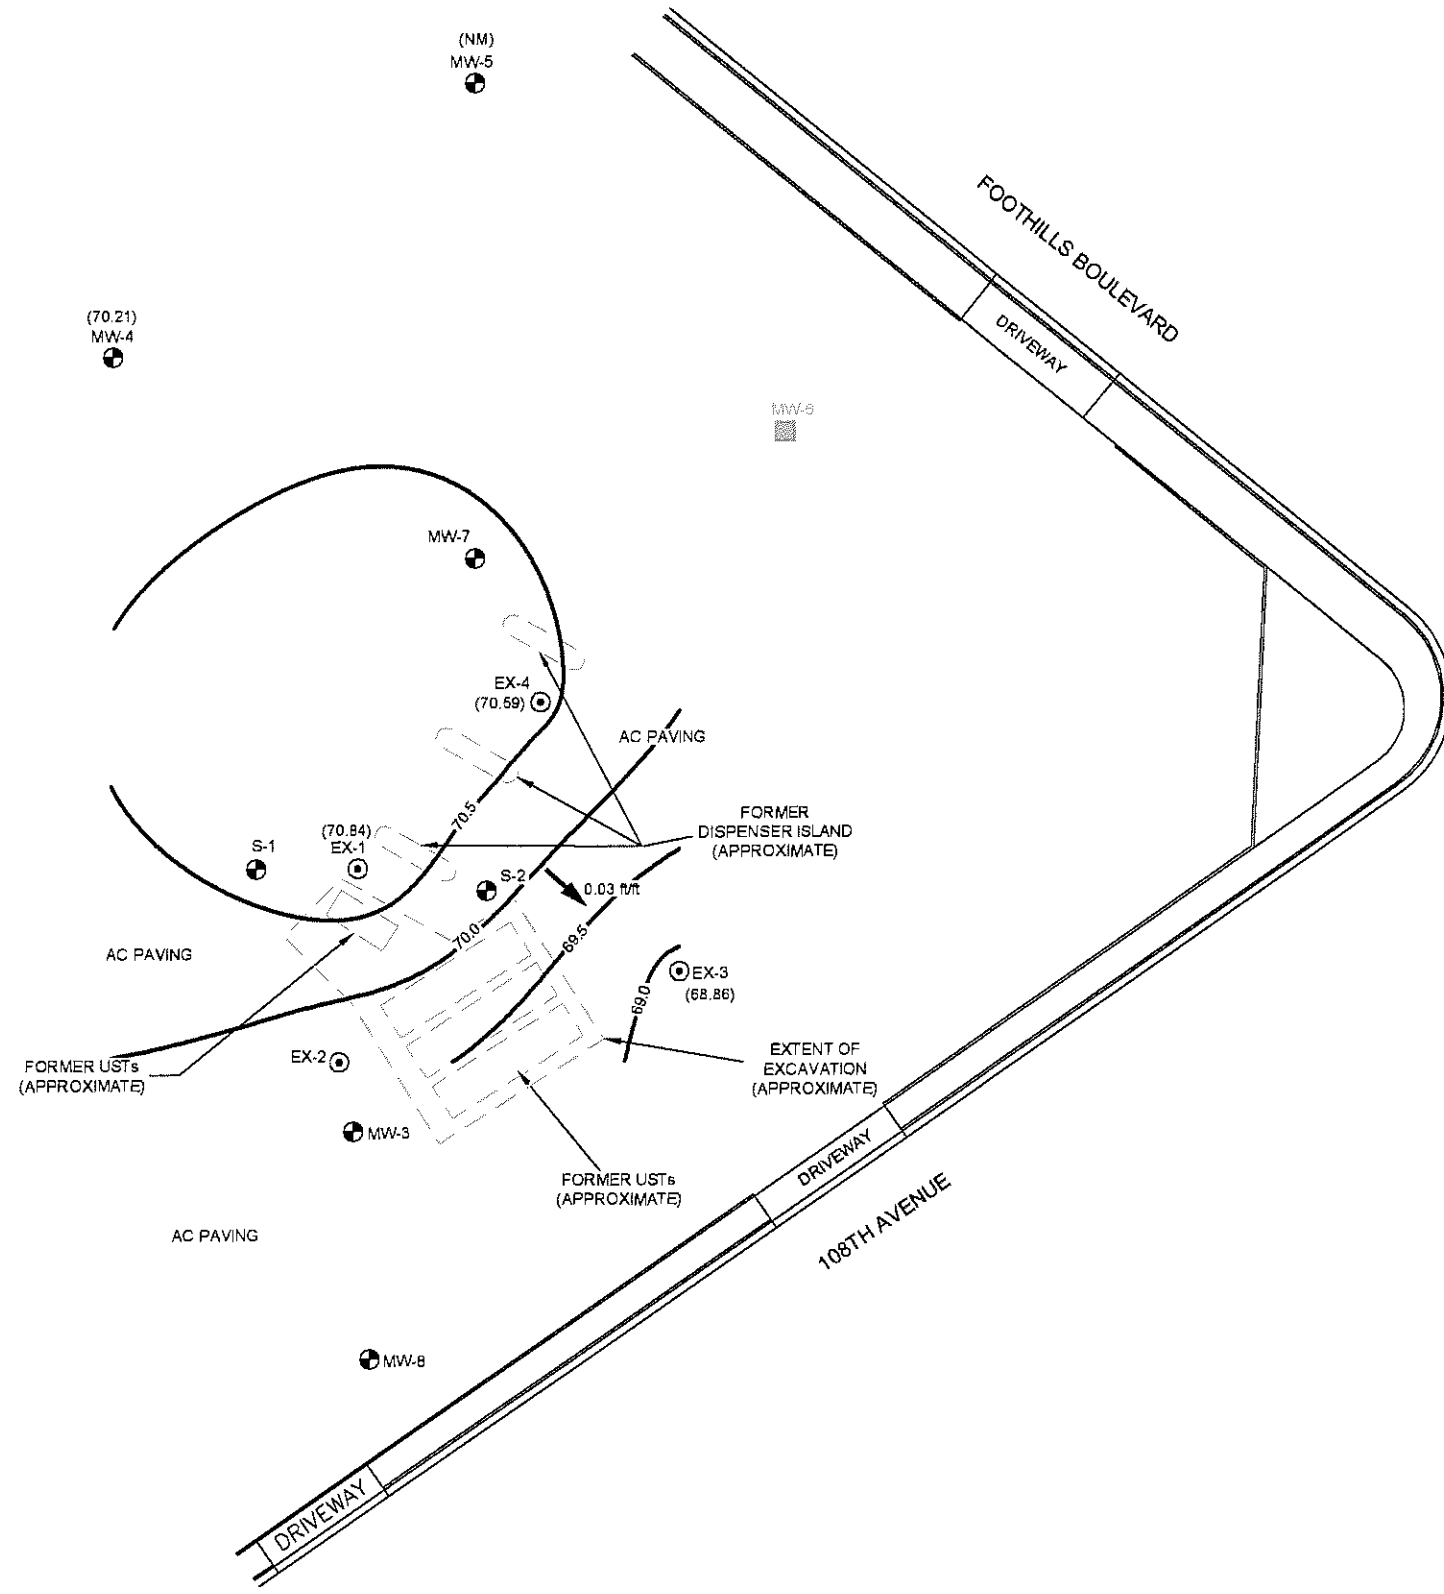 (NM)
MW-5
FOOTHILLS BOULEVARD
DRIVEWAY
(70.21)
MW-4
MW-6
MW-7
EX-4
(70.59)
AC PAVING
70.5
FORMER
DISPENSER ISLAND
(APPROXIMATE)
(70.84)
EX-1
S-1
S-2
0.03 ft/ft
70.0
69.5
AC PAVING
EX-3
(68.86)
69.0
FORMER USTs
(APPROXIMATE)
EX-2
EXTENT OF
EXCAVATION
(APPROXIMATE)
MW-3
FORMER USTs
(APPROXIMATE)
DRIVEWAY
108TH AVENUE
AC PAVING
MW-8
DRIVEWAY